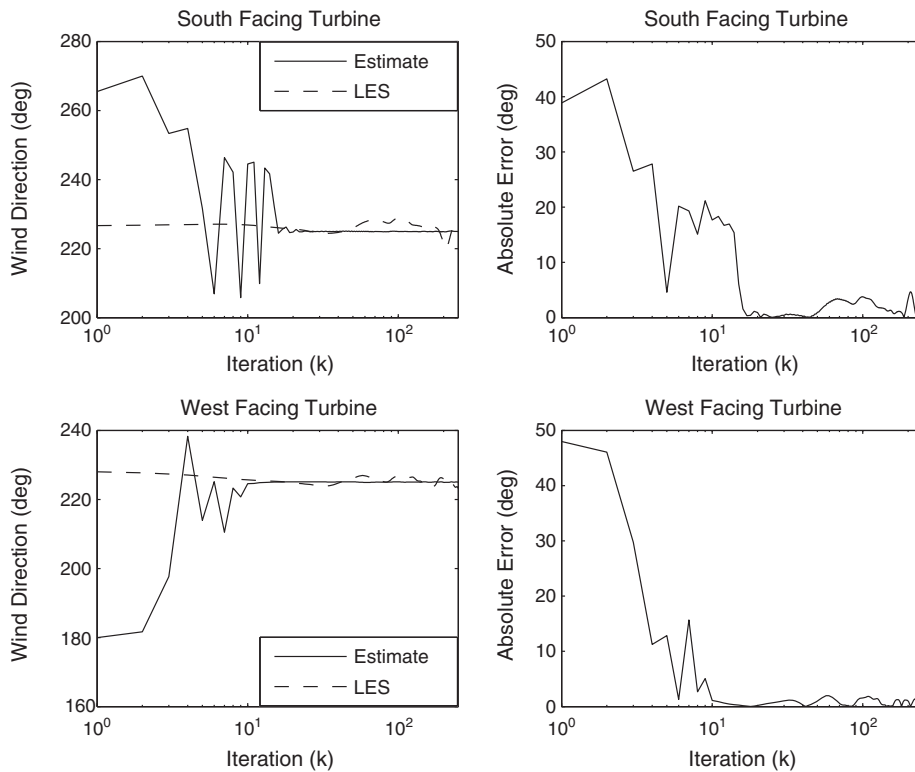 South Facing Turbine
280
260
240
220
200
Wind Direction (deg)
10^0
10^1
10^2
Iteration (k)
Estimate
LES
South Facing Turbine
50
40
30
20
10
0
Absolute Error (deg)
10^0
10^1
10^2
Iteration (k)
West Facing Turbine
240
220
200
180
160
Wind Direction (deg)
10^0
10^1
10^2
Iteration (k)
Estimate
LES
West Facing Turbine
50
40
30
20
10
0
Absolute Error (deg)
10^0
10^1
10^2
Iteration (k)